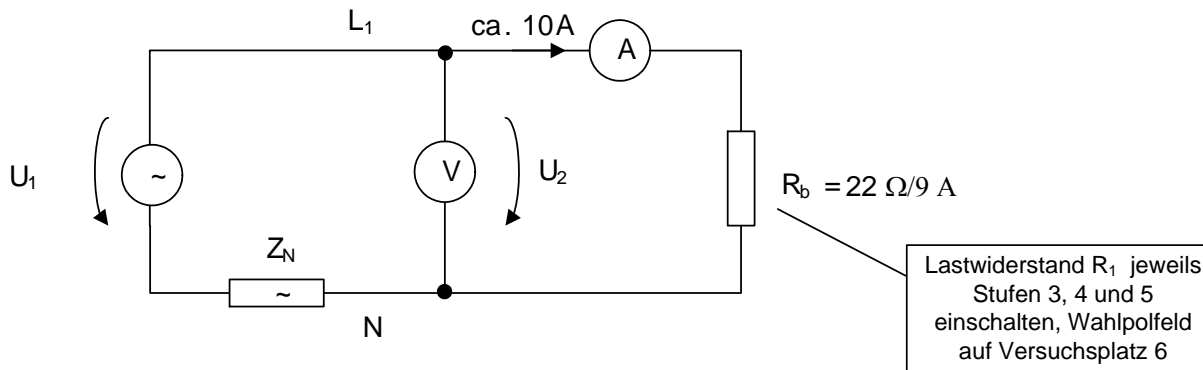 L1
ca. 10A
A
U1
~
V
U2
Rb = 22 Ω/9 A
ZN
~
N
Lastwiderstand R1 jeweils
Stufen 3, 4 und 5
einschalten, Wahlpolfeld
auf Versuchsplatz 6